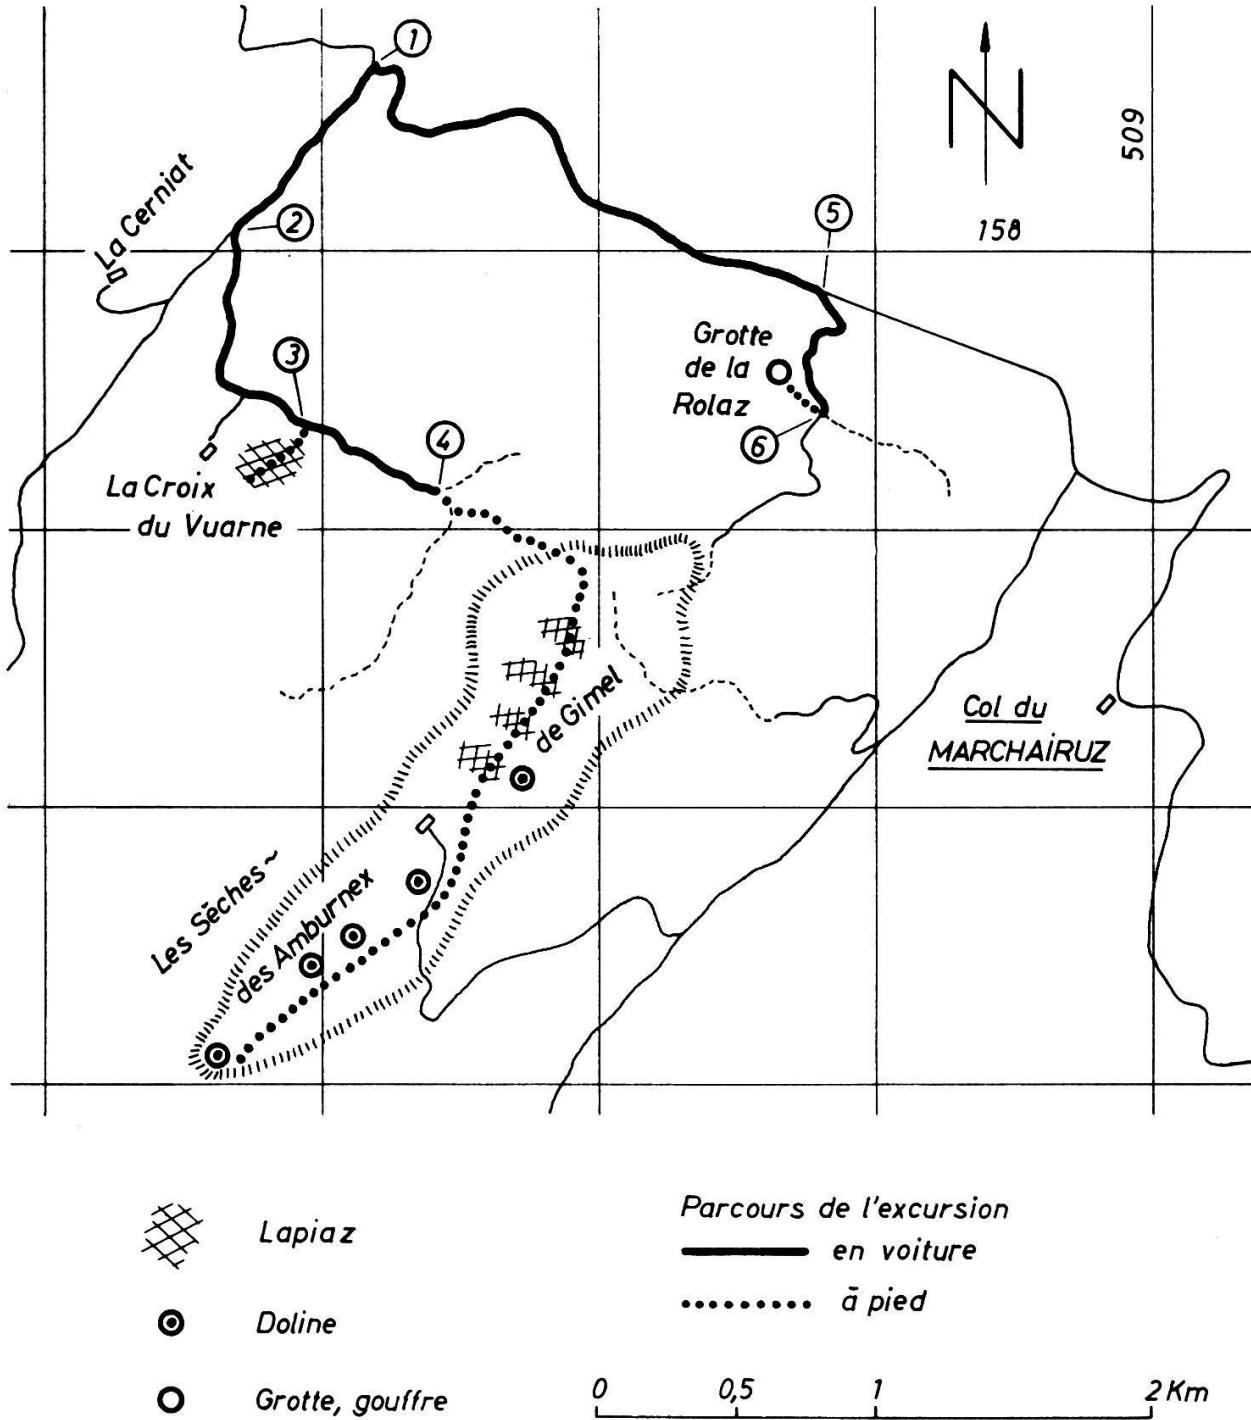 1
N
509
La Cerniat
2
5
158
Grotte
de la
Rolaz
3
4
6
La Croix
du Vuarne
de Gimel
Col du
MARCHAIRUZ
Les Sèches ~
des Amburnex
Lapiaz
Doline
Grotte, gouffre
Parcours de l'excursion
en voiture
à pied
0 0,5 1 2 Km